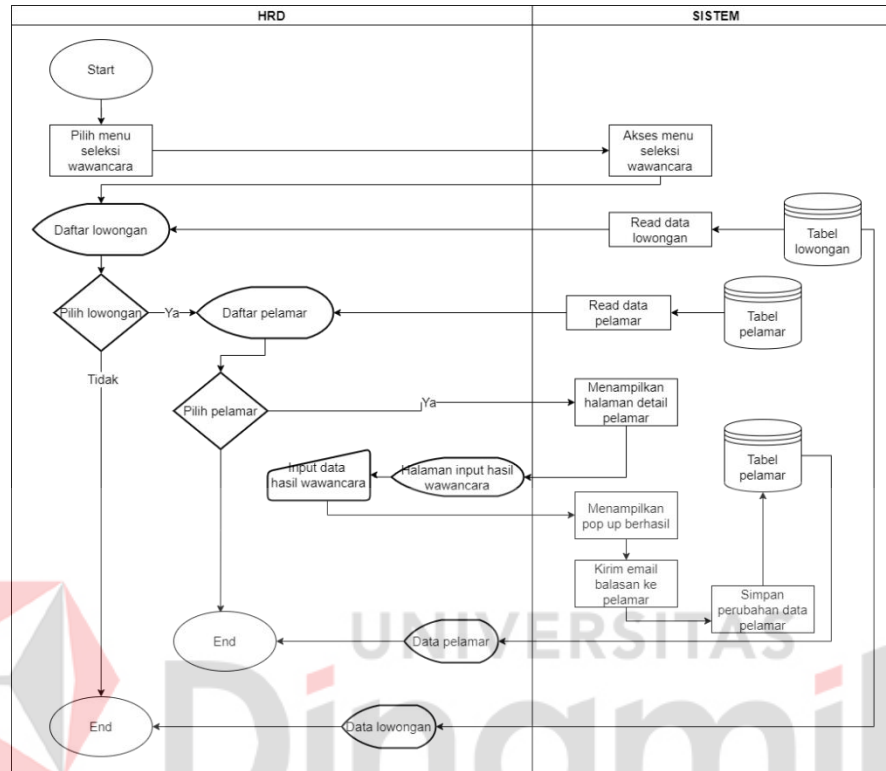 HRD
SISTEM
Start
Pilih menu
seleksi
wawancara
Akses menu
seleksi
wawancara
Daftar lowongan
Read data
lowongan
Tabel
lowongan
Pilih lowongan
Ya
Daftar pelamar
Read data
pelamar
Tabel
pelamar
Tidak
Pilih pelamar
Ya
Menampilkan
halaman detail
pelamar
Input data
hasil wawancara
Halaman input hasil
wawancara
Tabel
pelamar
Menampilkan
pop up berhasil
Kirim email
balasan ke
pelamar
Simpan
perubahan data
pelamar
UNIVERSITAS
End
Data pelamar
End
Data lowongan